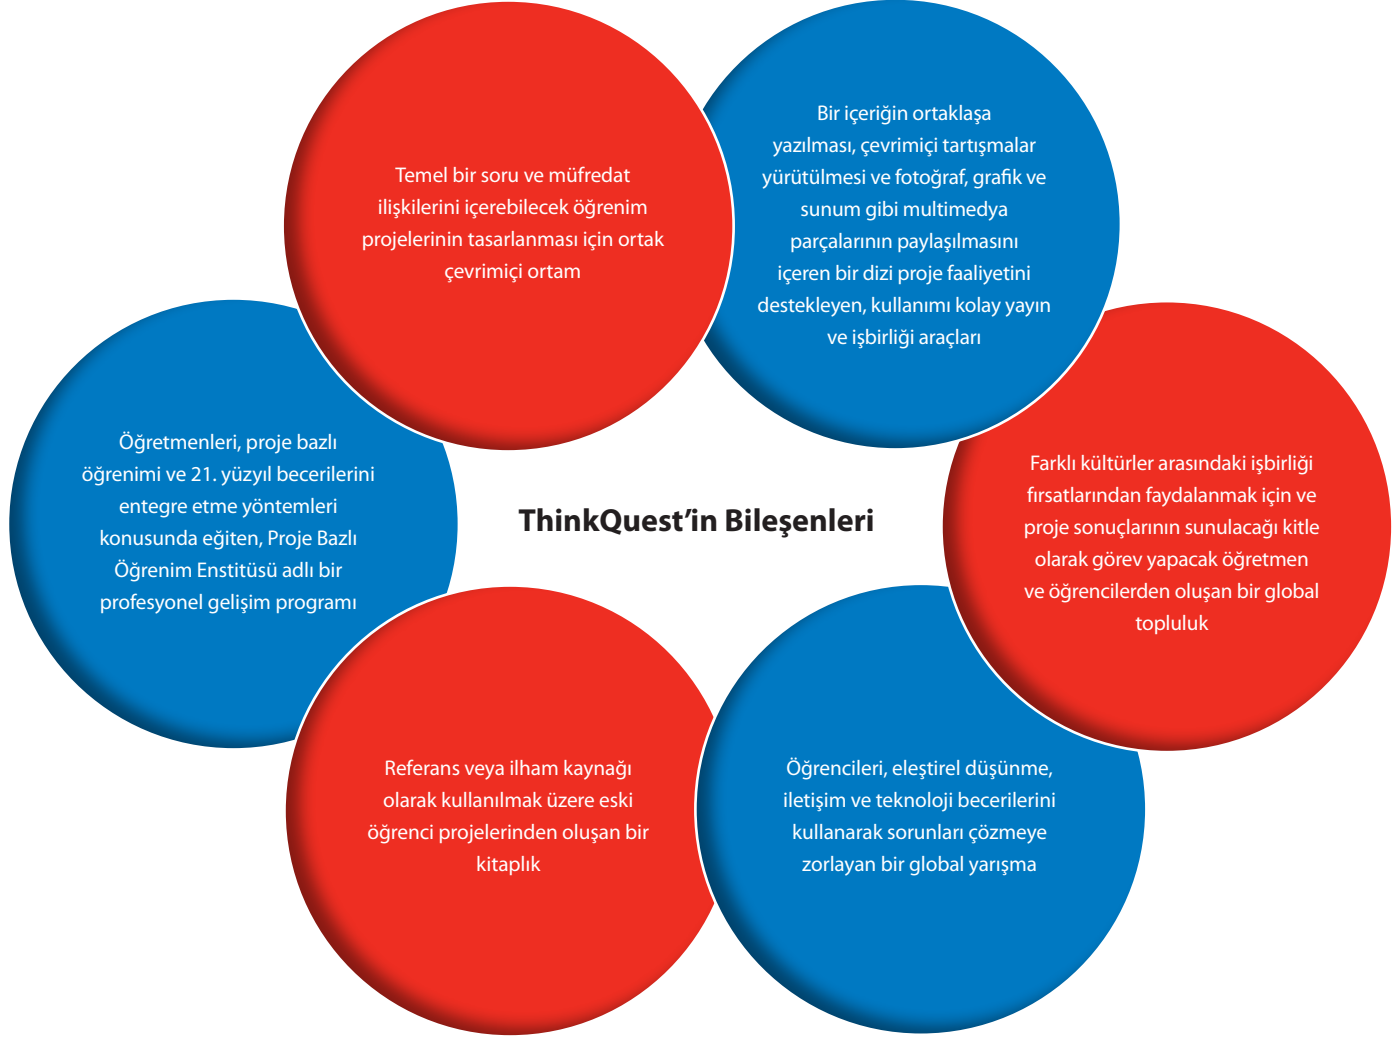 Temel bir soru ve müfredat
ilişkilerini içerebilecek öğrenim
projelerinin tasarlanması için ortak
çevrimiçi ortam
Bir içeriğin ortaklaşa
yazılması, çevrimiçi tartışmalar
yürütülmesi ve fotoğraf, grafik ve
sunum gibi multimedya
parçalarının paylaşılmasını
içeren bir dizi proje faaliyetini
destekleyen, kullanımı kolay yayın
ve işbirliği araçları
Öğretmenleri, proje bazlı
öğrenimi ve 21. yüzyıl becerilerini
entegre etme yöntemleri
konusunda eğiten, Proje Bazlı
Öğrenim Enstitüsü adlı bir
profesyonel gelişim programı
ThinkQuest’in Bileşenleri
Farklı kültürler arasındaki işbirliği
fırsatlarından faydalanmak için ve
proje sonuçlarının sunulacağı kitle
olarak görev yapacak öğretmen
ve öğrencilerden oluşan bir global
topluluk
Referans veya ilham kaynağı
olarak kullanılmak üzere eski
öğrenci projelerinden oluşan bir
kitaplık
Öğrencileri, eleştirel düşünme,
iletişim ve teknoloji becerilerini
kullanarak sorunları çözmeye
zorlayan bir global yarışma